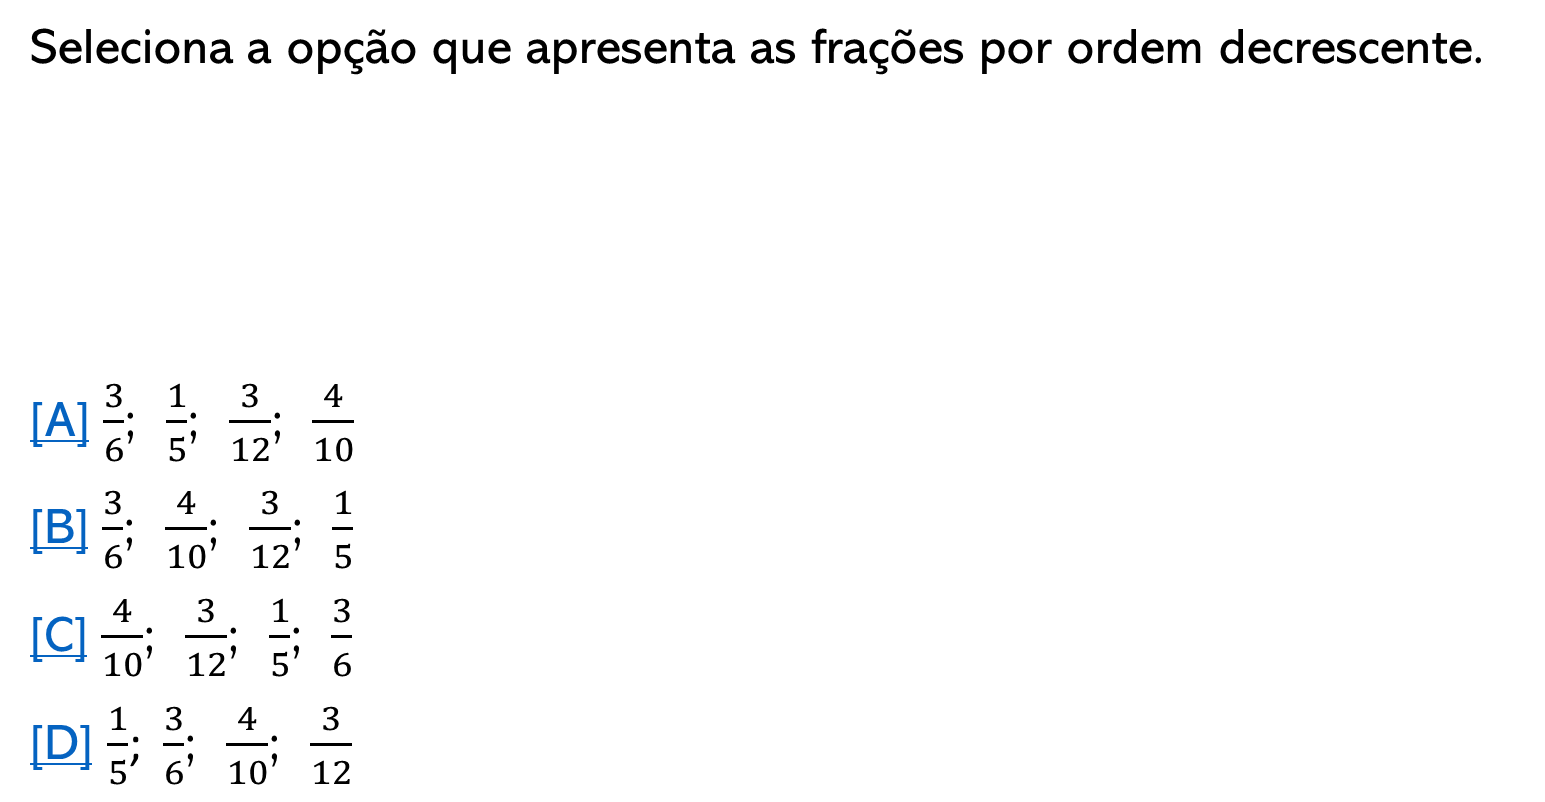 Seleciona a opção que apresenta as frações por ordem decrescente.
[A] 3/6; 1/5; 3/12; 4/10
[B] 3/6; 4/10; 3/12; 1/5
[C] 4/10; 3/12; 1/5; 3/6
[D] 1/5; 3/6; 4/10; 3/12